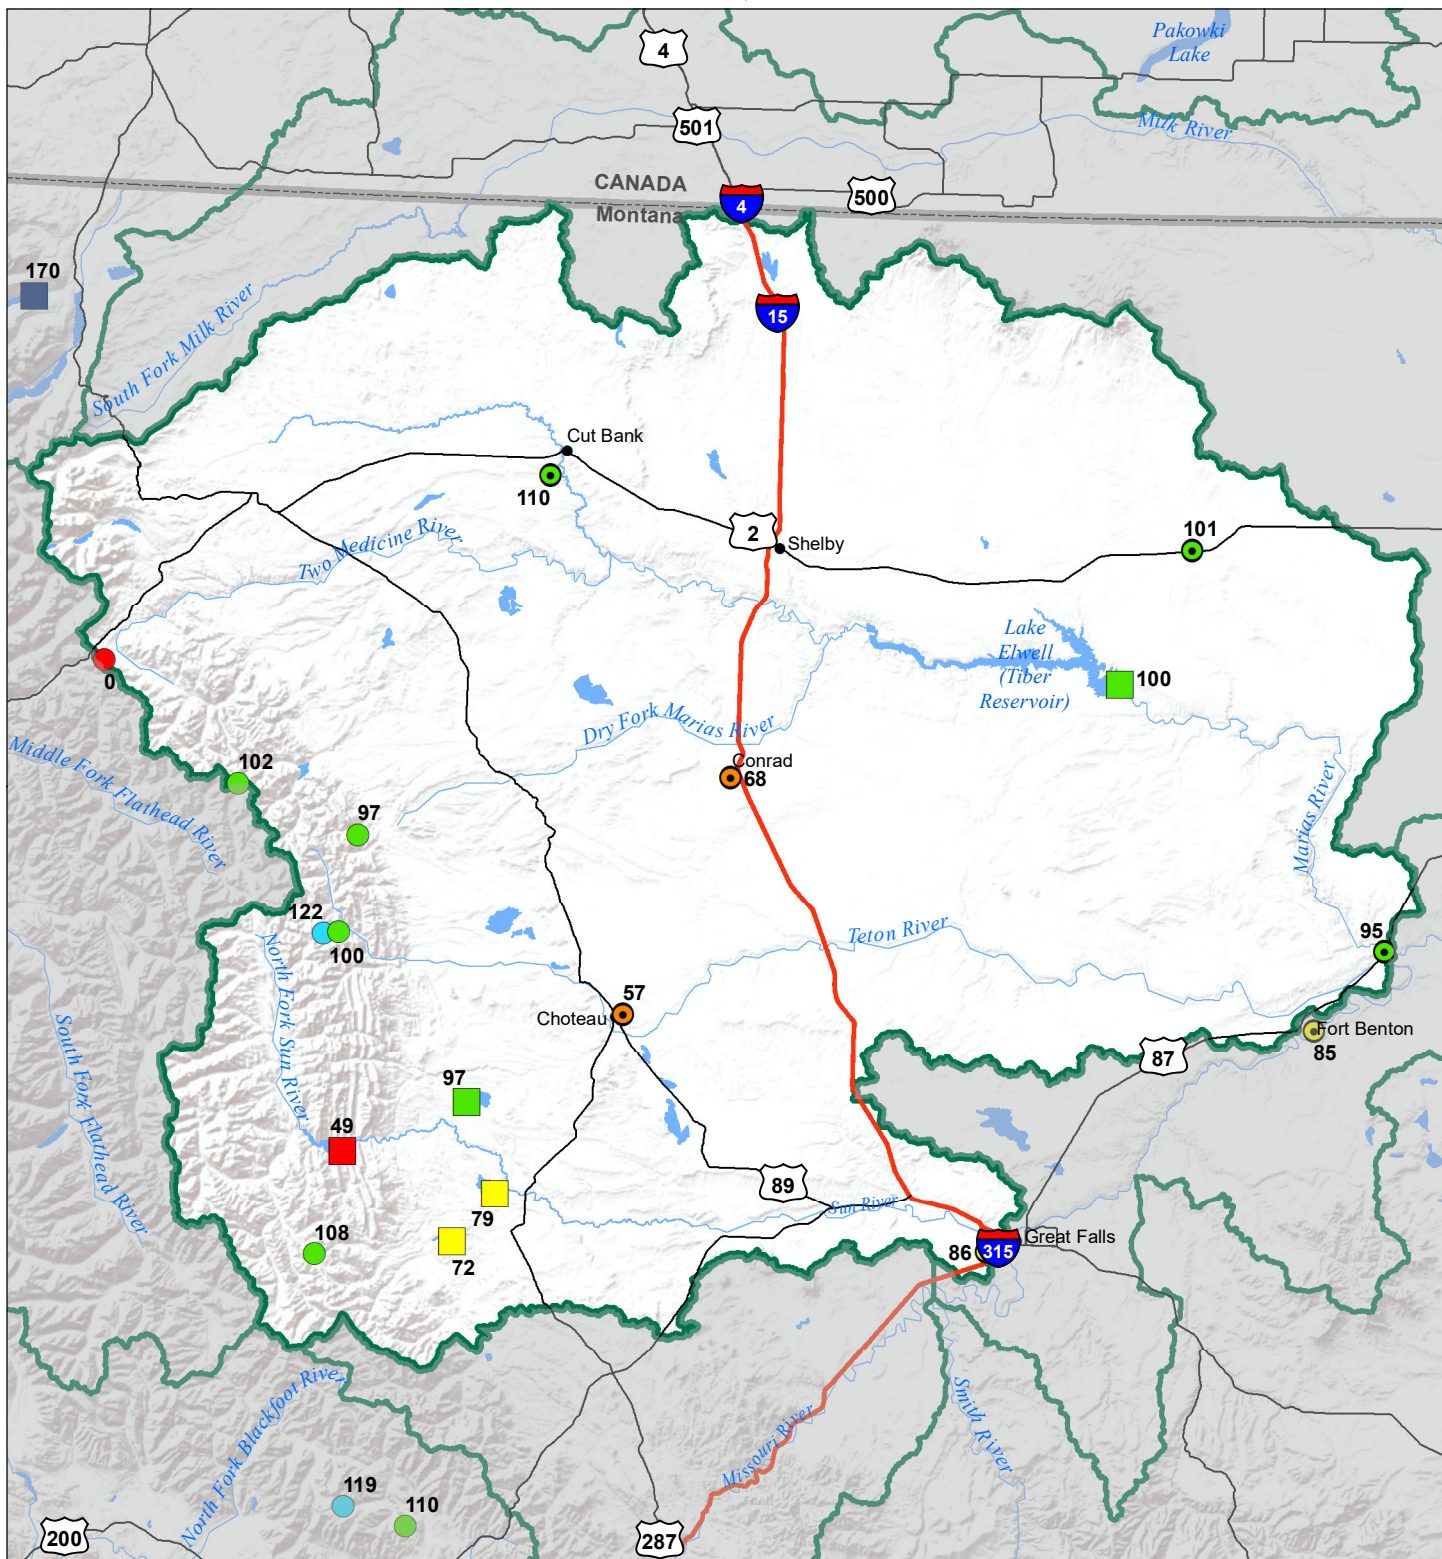 Pakowki
Lake
4
501
Milk River
CANADA
Montana
4
500
170
15
South Fork Milk River
Cut Bank
110
2
Shelby
101
Two Medicine River
Lake
Elwell
(Tiber
Reservoir)
100
0
Dry Fork Marias River
Conrad
68
Middle Fork Flathead River
102
97
Marias River
122
100
North Fork Sun River
Teton River
95
57
Choteau
Fort Benton
85
87
South Fork Flathead River
97
49
89
79
Sun River
72
108
86
315
Great Falls
North Fork Blackfoot River
Missouri River
Smith River
119
110
200
287